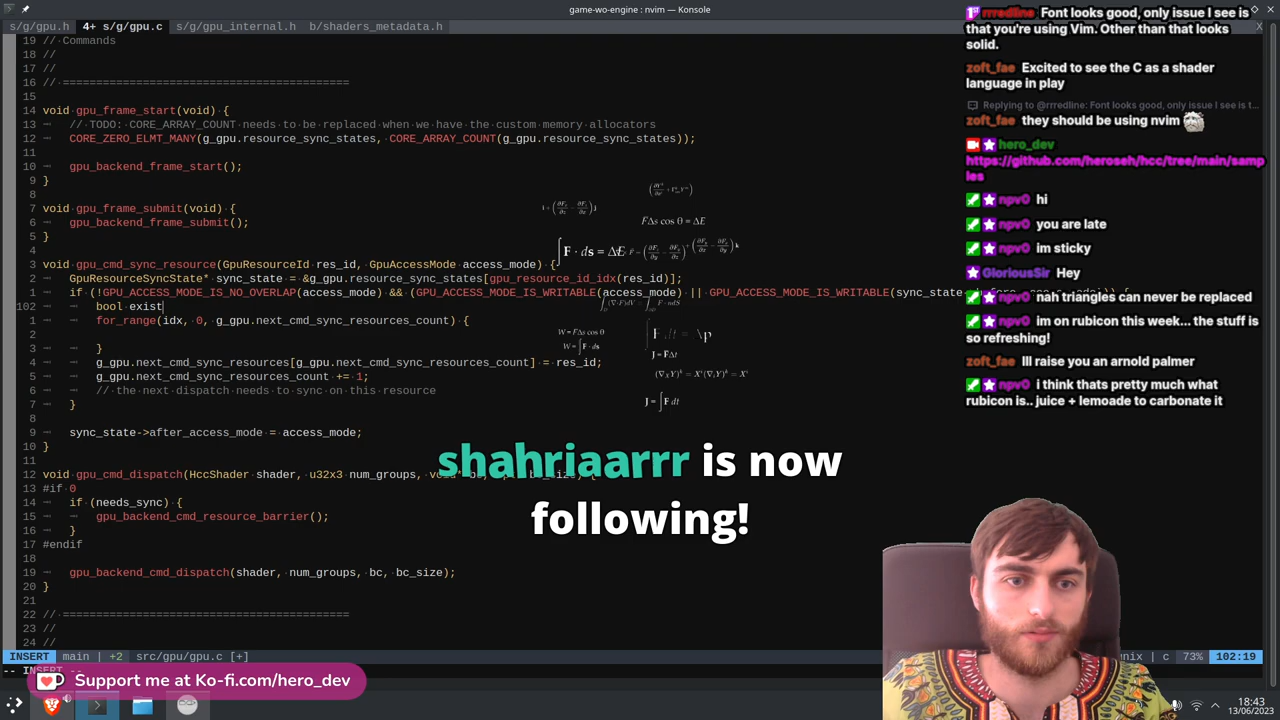 game-wo-engine : nvim — Konsole
s/g/gpu.h 4+ s/g/gpu.c s/g/gpu_internal.h b/shaders_metadata.h
19 // Commands
18 //
17 //
16 // =========================================
15
14 void gpu_frame_start(void) {
13 // TODO: CORE_ARRAY_COUNT needs to be replaced when we have the custom memory allocators
12 CORE_ZERO_ELMT_MANY(g_gpu.resource_sync_states, CORE_ARRAY_COUNT(g_gpu.resource_sync_states));
11
10 gpu_backend_frame_start();
9 }
8
7 void gpu_frame_submit(void) {
6 gpu_backend_frame_submit();
5 }
4
3 void gpu_cmd_sync_resource(GpuResourceId res_id, GpuAccessMode access_mode) {
2 GpuResourceSyncState* sync_state = &g_gpu.resource_sync_states[gpu_resource_id_idx(res_id)];
1 if (!GPU_ACCESS_MODE_IS_NO_OVERLAP(access_mode) && (GPU_ACCESS_MODE_IS_WRITABLE(access_mode) || GPU_ACCESS_MODE_IS_WRITABLE(sync_state
102 bool exist
1 for_range(idx, 0, g_gpu.next_cmd_sync_resources_count) {
2
3 }
4 g_gpu.next_cmd_sync_resources[g_gpu.next_cmd_sync_resources_count] = res_id;
5 g_gpu.next_cmd_sync_resources_count += 1;
6 // the next dispatch needs to sync on this resource
7 }
8
9 sync_state->after_access_mode = access_mode;
10 }
11
12 void gpu_cmd_dispatch(HccShader shader, u32x3 num_groups, void
13 #if 0
14 if (needs_sync) {
15 gpu_backend_cmd_resource_barrier();
16 }
17 #endif
18
19 gpu_backend_cmd_dispatch(shader, num_groups, bc, bc_size);
20 }
21
22 // =========================================
23 //
24 //
INSERT main | +2 src/gpu/gpu.c [+] unix | c 73% 102:19
-- INSERT --
F∆s cos θ = ∆E
W = F∆s cos θ
J = F∆t
J = ∫ F dt
shahriaarrr is now
following!
rrredline Font looks good, only issue I see is
that you're using Vim. Other than that looks
solid.
zoft_fae Excited to see the C as a shader
language in play
Replying to @rrredline: Font looks good, only issue I see is t...
zoft_fae they should be using nvim
hero_dev
https://github.com/heroseh/hcc/tree/main/samp
les
npv0 hi
npv0 you are late
npv0 im sticky
GloriousSir Hey
npv0 nah triangles can never be replaced
npv0 im on rubicon this week... the stuff is
so refreshing!
zoft_fae Ill raise you an arnold palmer
npv0 i think thats pretty much what
rubicon is.. juice + lemoade to carbonate it
Support me at Ko-fi.com/hero_dev
18:43
13/06/2023